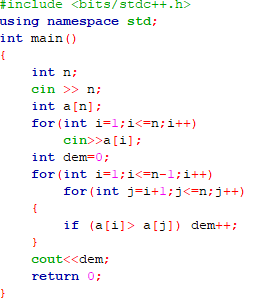 #include <bits/stdc++.h>
using namespace std;
int main()
{
    int n;
    cin >> n;
    int a[n];
    for(int i=1;i<=n;i++)
        cin>>a[i];
    int dem=0;
    for(int i=1;i<=n-1;i++)
        for(int j=i+1;j<=n;j++)
    {
        if (a[i]> a[j]) dem++;
    }
    cout<<dem;
    return 0;
}